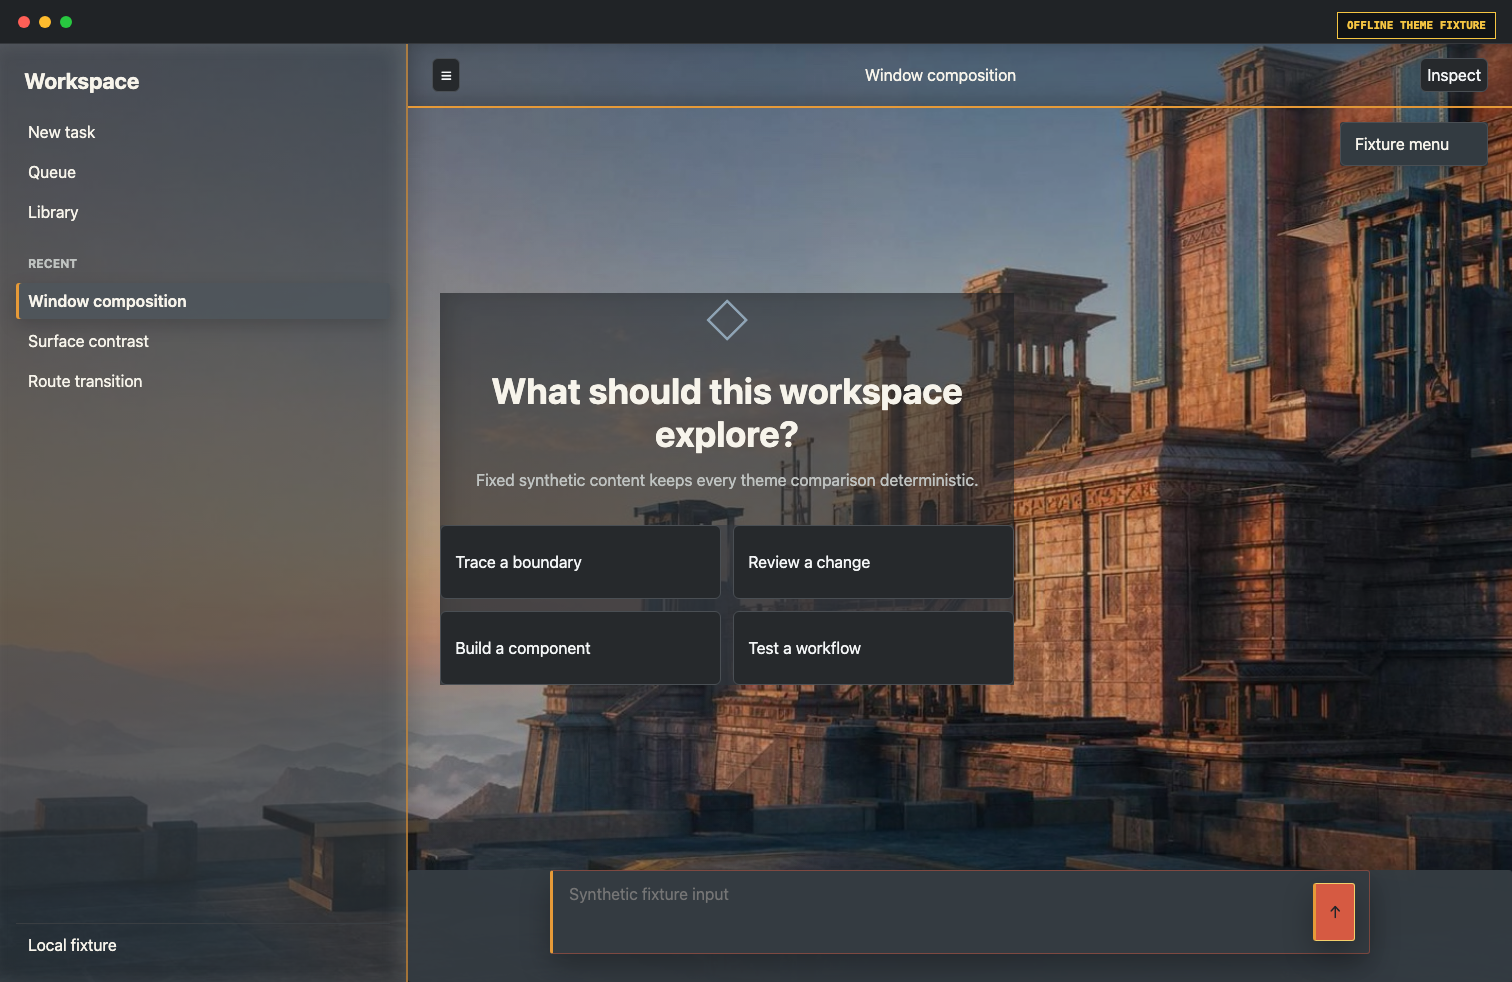 OFFLINE THEME FIXTURE
Workspace
New task
Queue
Library
RECENT
Window composition
Surface contrast
Route transition
Local fixture
Window composition
Inspect
Fixture menu
What should this workspace
explore?
Fixed synthetic content keeps every theme comparison deterministic.
Trace a boundary
Review a change
Build a component
Test a workflow
Synthetic fixture input